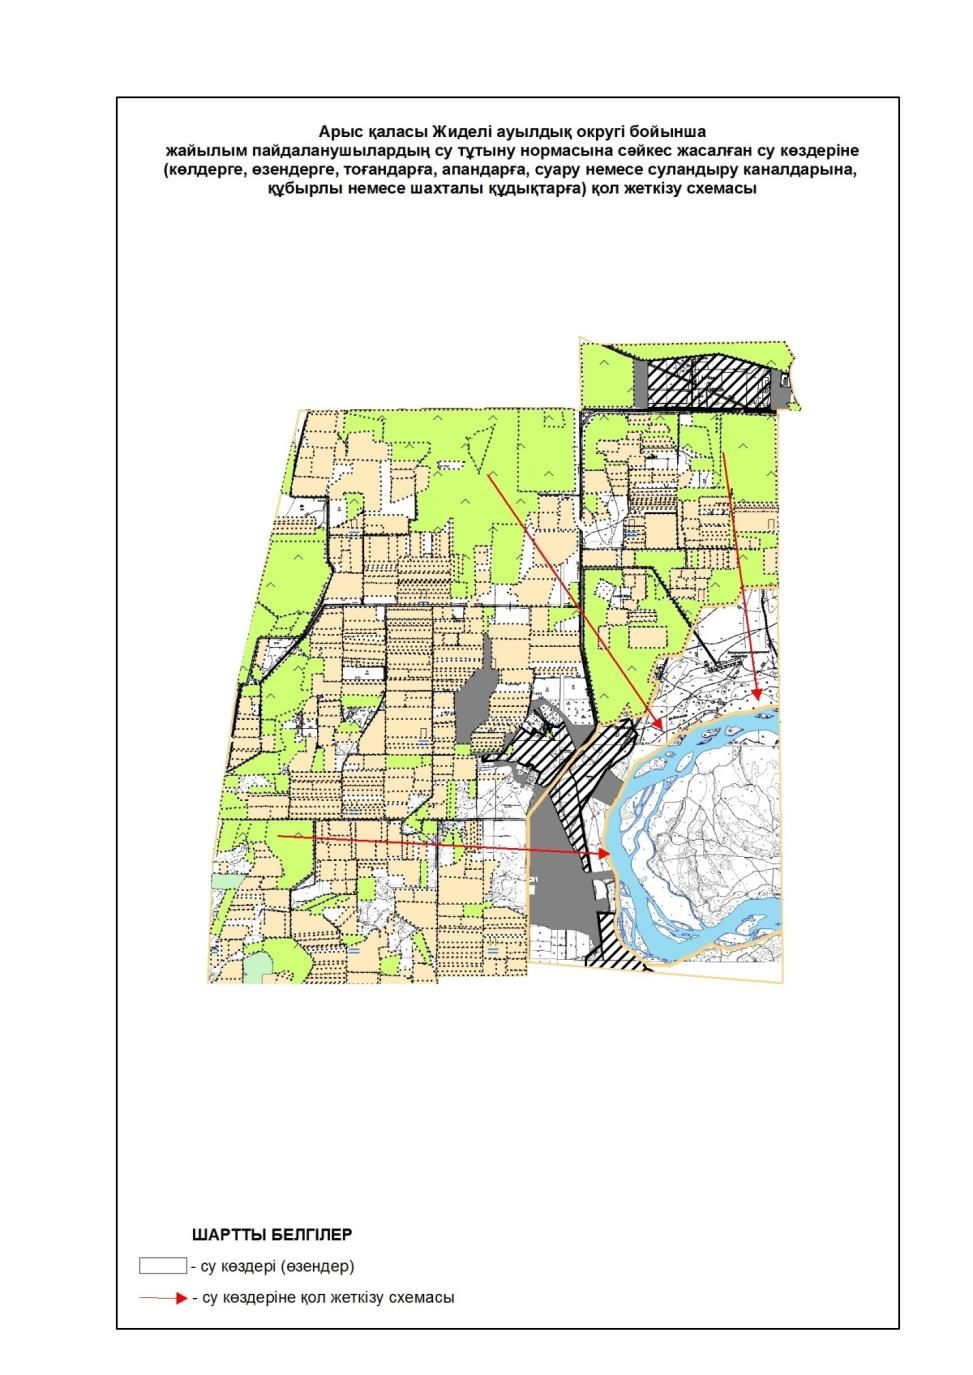 Арыс қаласы Жиделі ауылдық округі бойынша
жайылым пайдаланушылардың су тұтыну нормасына сәйкес жасалған су көздеріне
(көлдерге, өзендерге, тоғандарға, апандарға, суару немесе суландыру каналдарына,
құбырлы немесе шахталы құдықтарға) қол жеткізу схемасы
ШАРТТЫ БЕЛГІЛЕР
- су көздері (өзендер)
- су көздеріне қол жеткізу схемасы